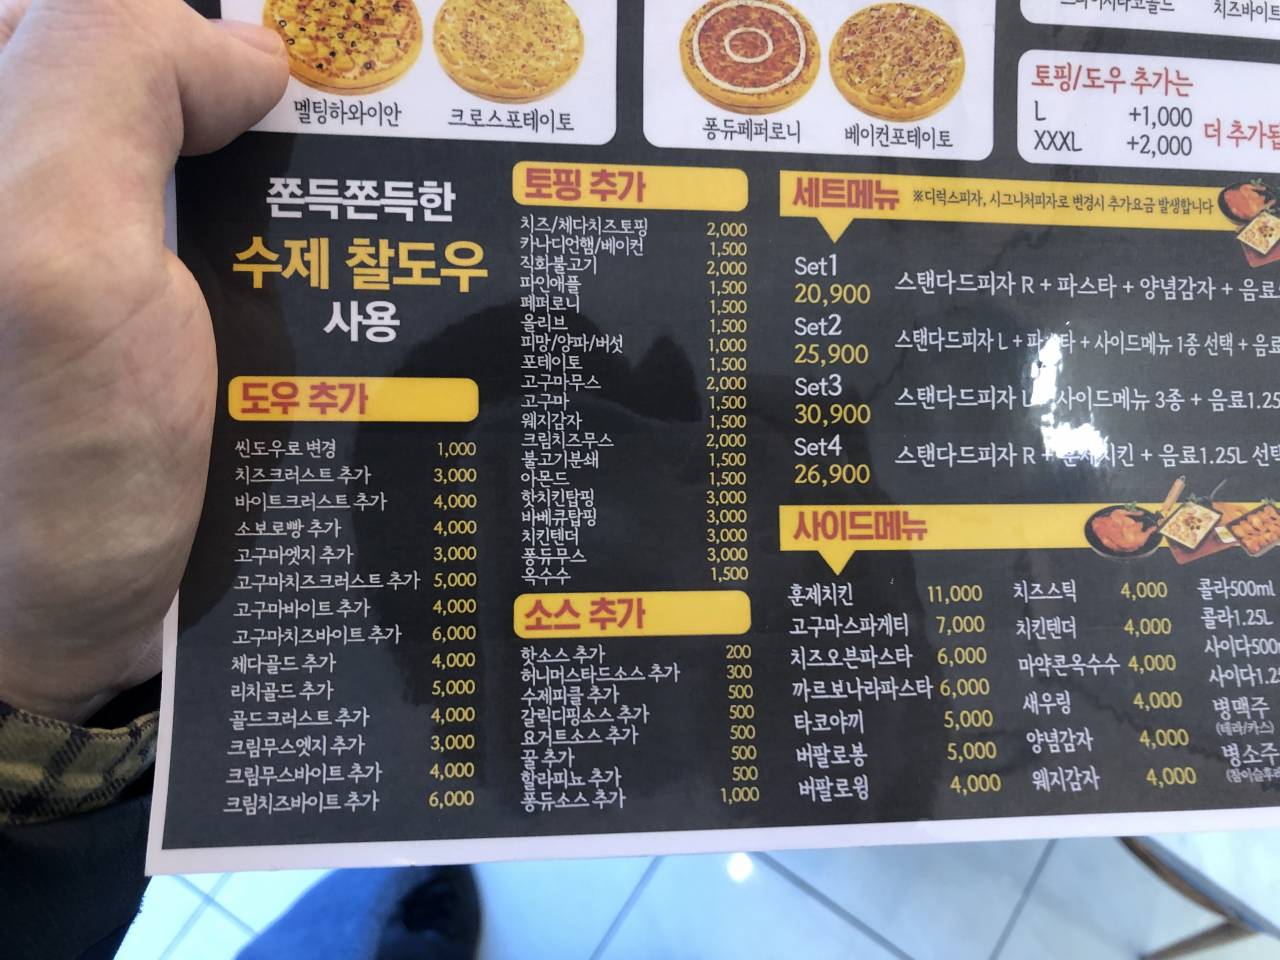 멜팅하와이안
크로스포테이토
퐁듀페퍼로니
베이컨포테이토
치즈바이트
토핑/도우 추가는
L +1,000
XXXL +2,000
더 추가됩
쫀득쫀득한
수제 찰도우
사용
도우 추가
씬도우로 변경 1,000
치즈크러스트 추가 3,000
바이트크러스트 추가 4,000
소보로빵 추가 4,000
고구마엣지 추가 3,000
고구마치즈크러스트 추가 5,000
고구마바이트 추가 4,000
고구마치즈바이트 추가 6,000
체다골드 추가 4,000
리치골드 추가 5,000
골드크러스트 추가 4,000
크림무스엣지 추가 3,000
크림무스바이트 추가 4,000
크림치즈바이트 추가 6,000
토핑 추가
치즈/체다치즈토핑 2,000
카나디언햄/베이컨 1,500
직화불고기 2,000
파인애플 1,500
페퍼로니 1,500
올리브 1,500
피망/양파/버섯 1,000
포테이토 1,500
고구마무스 2,000
고구마 1,500
웨지감자 1,500
크림치즈무스 2,000
불고기분쇄 1,500
아몬드 1,500
핫치킨탑핑 3,000
바베큐탑핑 3,000
치킨텐더 3,000
퐁듀무스 3,000
옥수수 1,500
소스 추가
핫소스 추가 200
허니머스타드소스 추가 300
수제피클 추가 500
갈릭디핑소스 추가 500
요거트소스 추가 500
꿀 추가 500
할라피뇨 추가 500
퐁듀소스 추가 1,000
세트메뉴 ※디럭스피자, 시그니처피자로 변경시 추가요금 발생합니다
Set1
20,900 스탠다드피자 R + 파스타 + 양념감자 + 음료
Set2
25,900 스탠다드피자 L + 파스타 + 사이드메뉴 1종 선택 + 음료
Set3
30,900 스탠다드피자 L + 사이드메뉴 3종 + 음료1.25
Set4
26,900 스탠다드피자 R + 훈제치킨 + 음료1.25L 선택
사이드메뉴
훈제치킨 11,000 치즈스틱 4,000 콜라500ml
고구마스파게티 7,000 치킨텐더 4,000 콜라1.25L
치즈오븐파스타 6,000 마약콘옥수수 4,000 사이다500
까르보나라파스타 6,000 새우링 4,000 사이다1.25
타코야끼 5,000 양념감자 4,000 병맥주
(테라/카스)
버팔로봉 5,000 웨지감자 4,000 병소주
버팔로윙 4,000